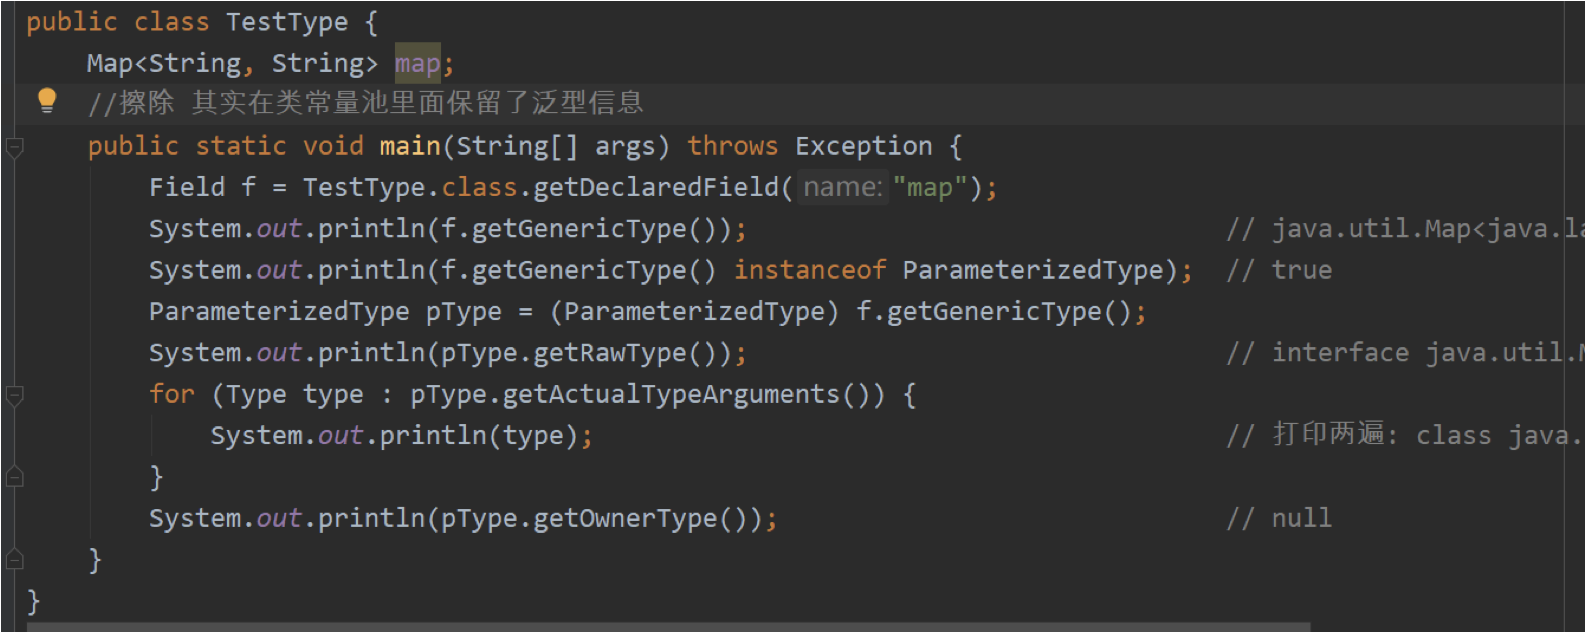 public class TestType {
    Map<String, String> map;
    //擦除 其实在类常量池里面保留了泛型信息
    public static void main(String[] args) throws Exception {
        Field f = TestType.class.getDeclaredField( name: "map");
        System.out.println(f.getGenericType());                               // java.util.Map<java.la
        System.out.println(f.getGenericType() instanceof ParameterizedType);  // true
        ParameterizedType pType = (ParameterizedType) f.getGenericType();
        System.out.println(pType.getRawType());                               // interface java.util.M
        for (Type type : pType.getActualTypeArguments()) {
            System.out.println(type);                                         // 打印两遍: class java.
        }
        System.out.println(pType.getOwnerType());                             // null
    }
}